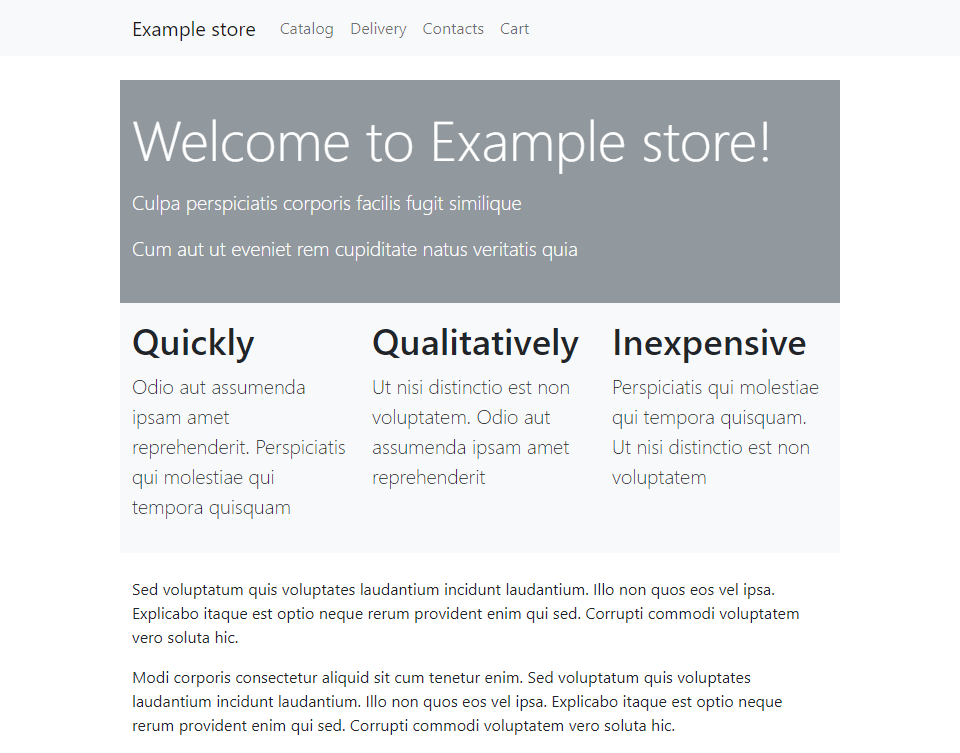 Example store Catalog Delivery Contacts Cart
Welcome to Example store!
Culpa perspiciatis corporis facilis fugit similique
Cum aut ut eveniet rem cupiditate natus veritatis quia
Quickly
Odio aut assumenda
ipsam amet
reprehenderit. Perspiciatis
qui molestiae qui
tempora quisquam
Qualitatively
Ut nisi distinctio est non
voluptatem. Odio aut
assumenda ipsam amet
reprehenderit
Inexpensive
Perspiciatis qui molestiae
qui tempora quisquam.
Ut nisi distinctio est non
voluptatem
Sed voluptatum quis voluptates laudantium incidunt laudantium. Illo non quos eos vel ipsa.
Explicabo itaque est optio neque rerum provident enim qui sed. Corrupti commodi voluptatem
vero soluta hic.
Modi corporis consectetur aliquid sit cum tenetur enim. Sed voluptatum quis voluptates
laudantium incidunt laudantium. Illo non quos eos vel ipsa. Explicabo itaque est optio neque
rerum provident enim qui sed. Corrupti commodi voluptatem vero soluta hic.